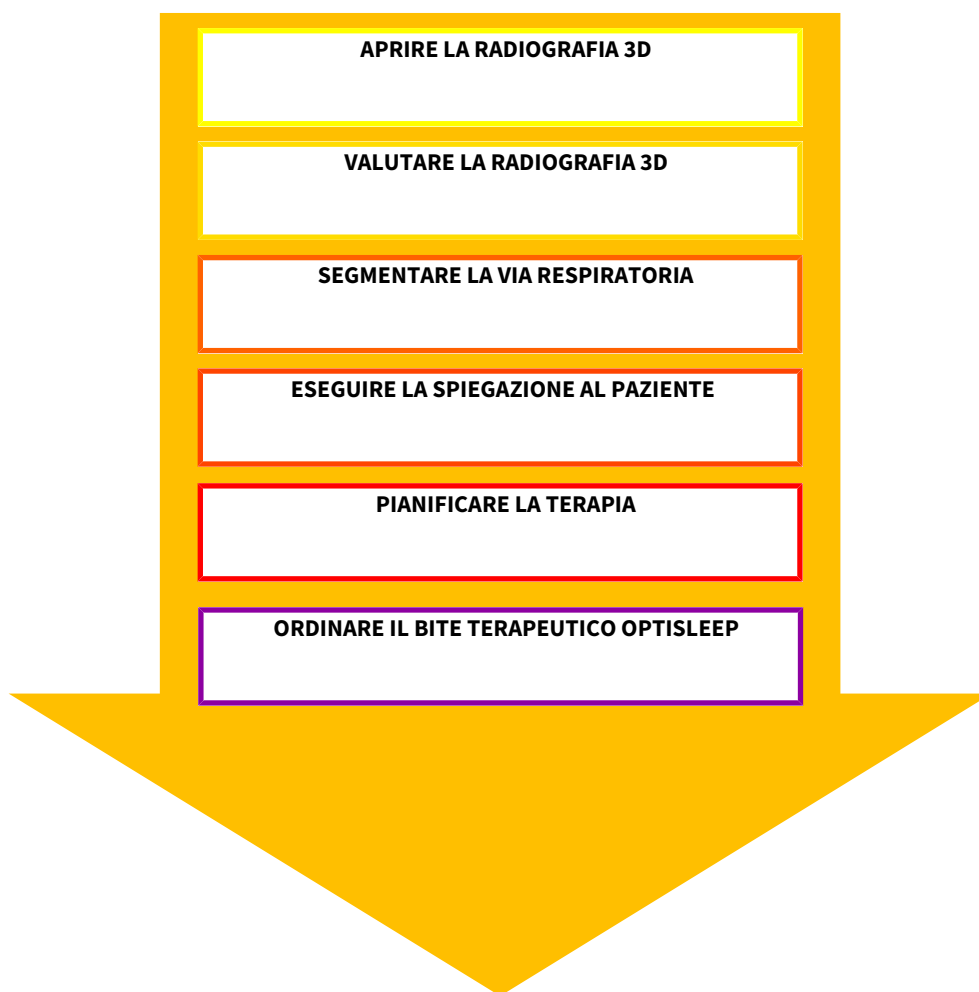 APRIRE LA RADIOGRAFIA 3D
VALUTARE LA RADIOGRAFIA 3D
SEGMENTARE LA VIA RESPIRATORIA
ESEGUIRE LA SPIEGAZIONE AL PAZIENTE
PIANIFICARE LA TERAPIA
ORDINARE IL BITE TERAPEUTICO OPTISLEEP